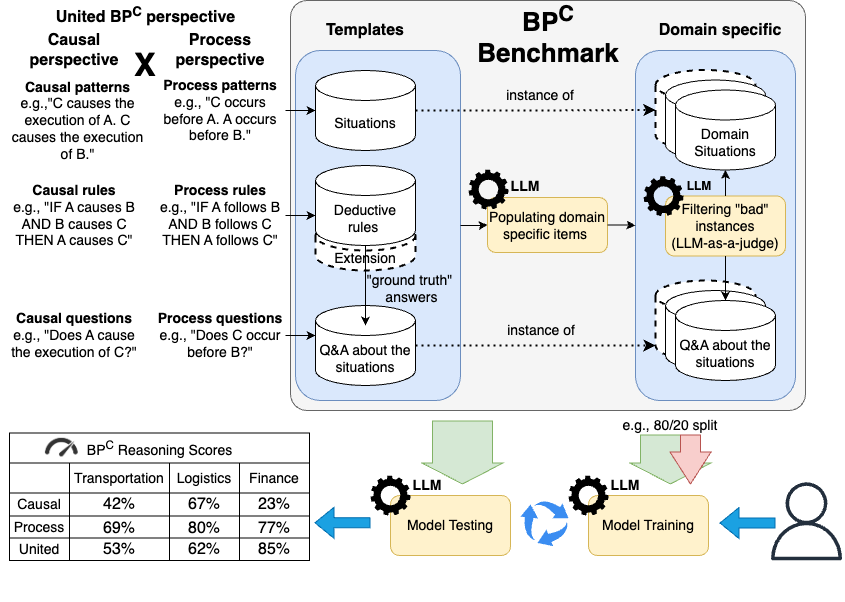 United BPC perspective
Causal
perspective
X
Process
perspective
Causal patterns
e.g.,"C causes the
execution of A. C
causes the execution
of B."
Process patterns
e.g., "C occurs
before A. A occurs
before B."
Causal rules
e.g., "IF A causes B
AND B causes C
THEN A causes C"
Process rules
e.g., "IF A follows B
AND B follows C
THEN A follows C"
Causal questions
e.g., "Does A cause
the execution of C?"
Process questions
e.g., "Does C occur
before B?"
BPC
Benchmark
Templates
Situations
Deductive
rules
Extension
"ground truth"
answers
Q&A about the
situations
instance of
LLM
Populating domain
specific items
instance of
Domain specific
Domain
Situations
LLM
Filtering "bad"
instances
(LLM-as-a-judge)
Q&A about the
situations
e.g., 80/20 split
BPC Reasoning Scores
Transportation Logistics Finance
Causal 42% 67% 23%
Process 69% 80% 77%
United 53% 62% 85%
LLM
Model Testing
LLM
Model Training